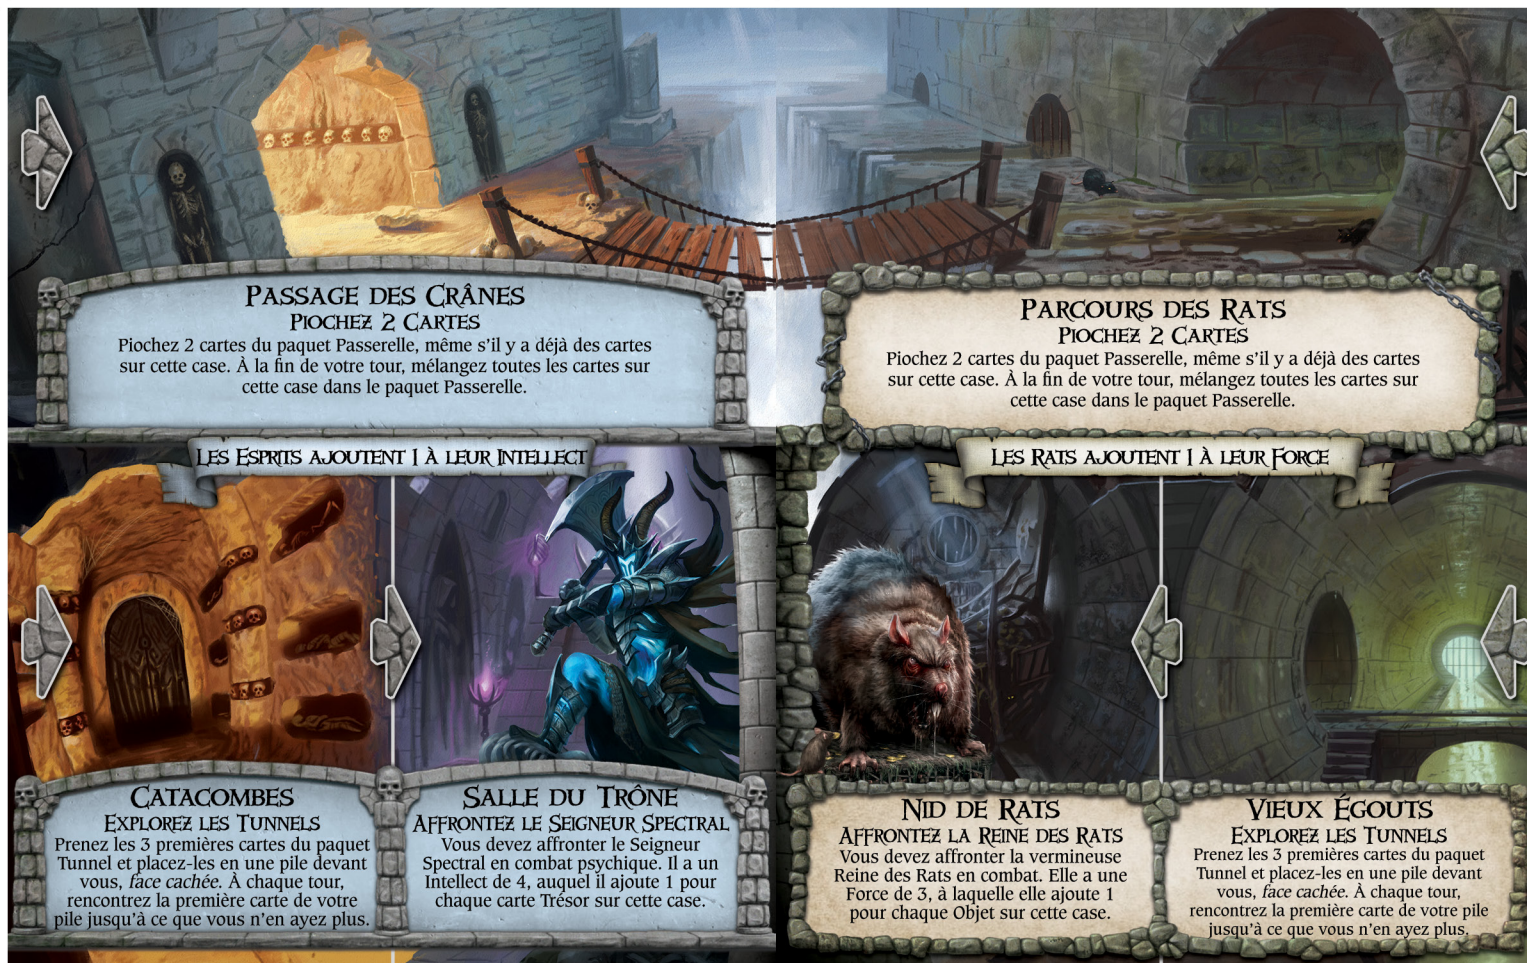 Passage des Crânes
Piochez 2 Cartes
Piochez 2 cartes du paquet Passerelle, même s'il y a déjà des cartes
sur cette case. À la fin de votre tour, mélangez toutes les cartes sur
cette case dans le paquet Passerelle.
Parcours des Rats
Piochez 2 Cartes
Piochez 2 cartes du paquet Passerelle, même s'il y a déjà des cartes
sur cette case. À la fin de votre tour, mélangez toutes les cartes sur
cette case dans le paquet Passerelle.
Les Esprits ajoutent 1 à leur Intellect
Les Rats ajoutent 1 à leur Force
Catacombes
Explorez les Tunnels
Prenez les 3 premières cartes du paquet
Tunnel et placez-les en une pile devant
vous, face cachée. À chaque tour,
rencontrez la première carte de votre
pile jusqu'à ce que vous n'en ayez plus.
Salle du Trône
Affrontez le Seigneur Spectral
Vous devez affronter le Seigneur
Spectral en combat psychique. Il a un
Intellect de 4, auquel il ajoute 1 pour
chaque carte Trésor sur cette case.
Nid de Rats
Affrontez la Reine des Rats
Vous devez affronter la vermineuse
Reine des Rats en combat. Elle a une
Force de 3, à laquelle elle ajoute 1
pour chaque Objet sur cette case.
Vieux Égouts
Explorez les Tunnels
Prenez les 3 premières cartes du paquet
Tunnel et placez-les en une pile devant
vous, face cachée. À chaque tour,
rencontrez la première carte de votre pile
jusqu'à ce que vous n'en ayez plus.